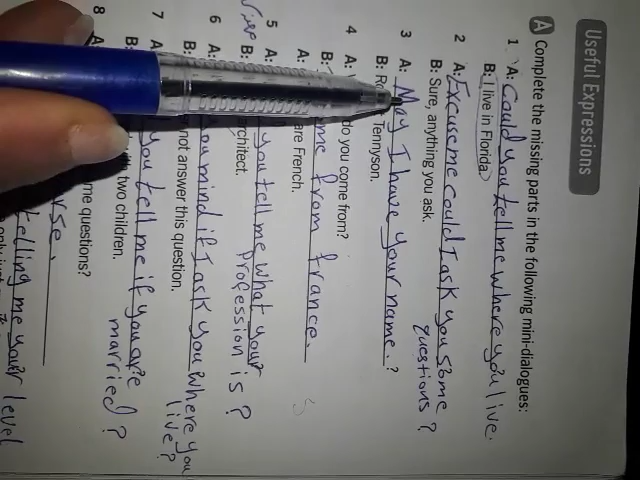 Useful Expressions
A Complete the missing parts in the following mini-dialogues:
1 A: Could you tell me where you live.
B: I live in Florida
2 A: Excuse me could I ask you some
questions?
B: Sure, anything you ask.
3 A: May I have your name.?
B: Tennyson.
4 A: do you come from?
B: me from france.
A: are French.
5 A: you tell me what your
profession is?
B: architect.
6 A: you mind if I ask you where you
live?
B: not answer this question.
7 A you tell me if you are
married?
B: two children.
8 A me questions?
telling me your level